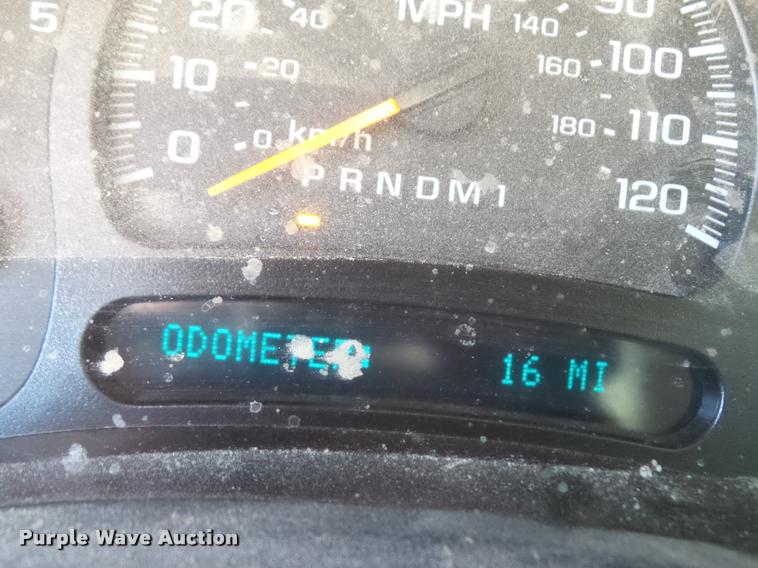 5
20 40 MPH 140 90
10 20 160 100
0 0 km/h 180 110
P R N D M 1 120
ODOMETER 16 MI
Purple Wave Auction